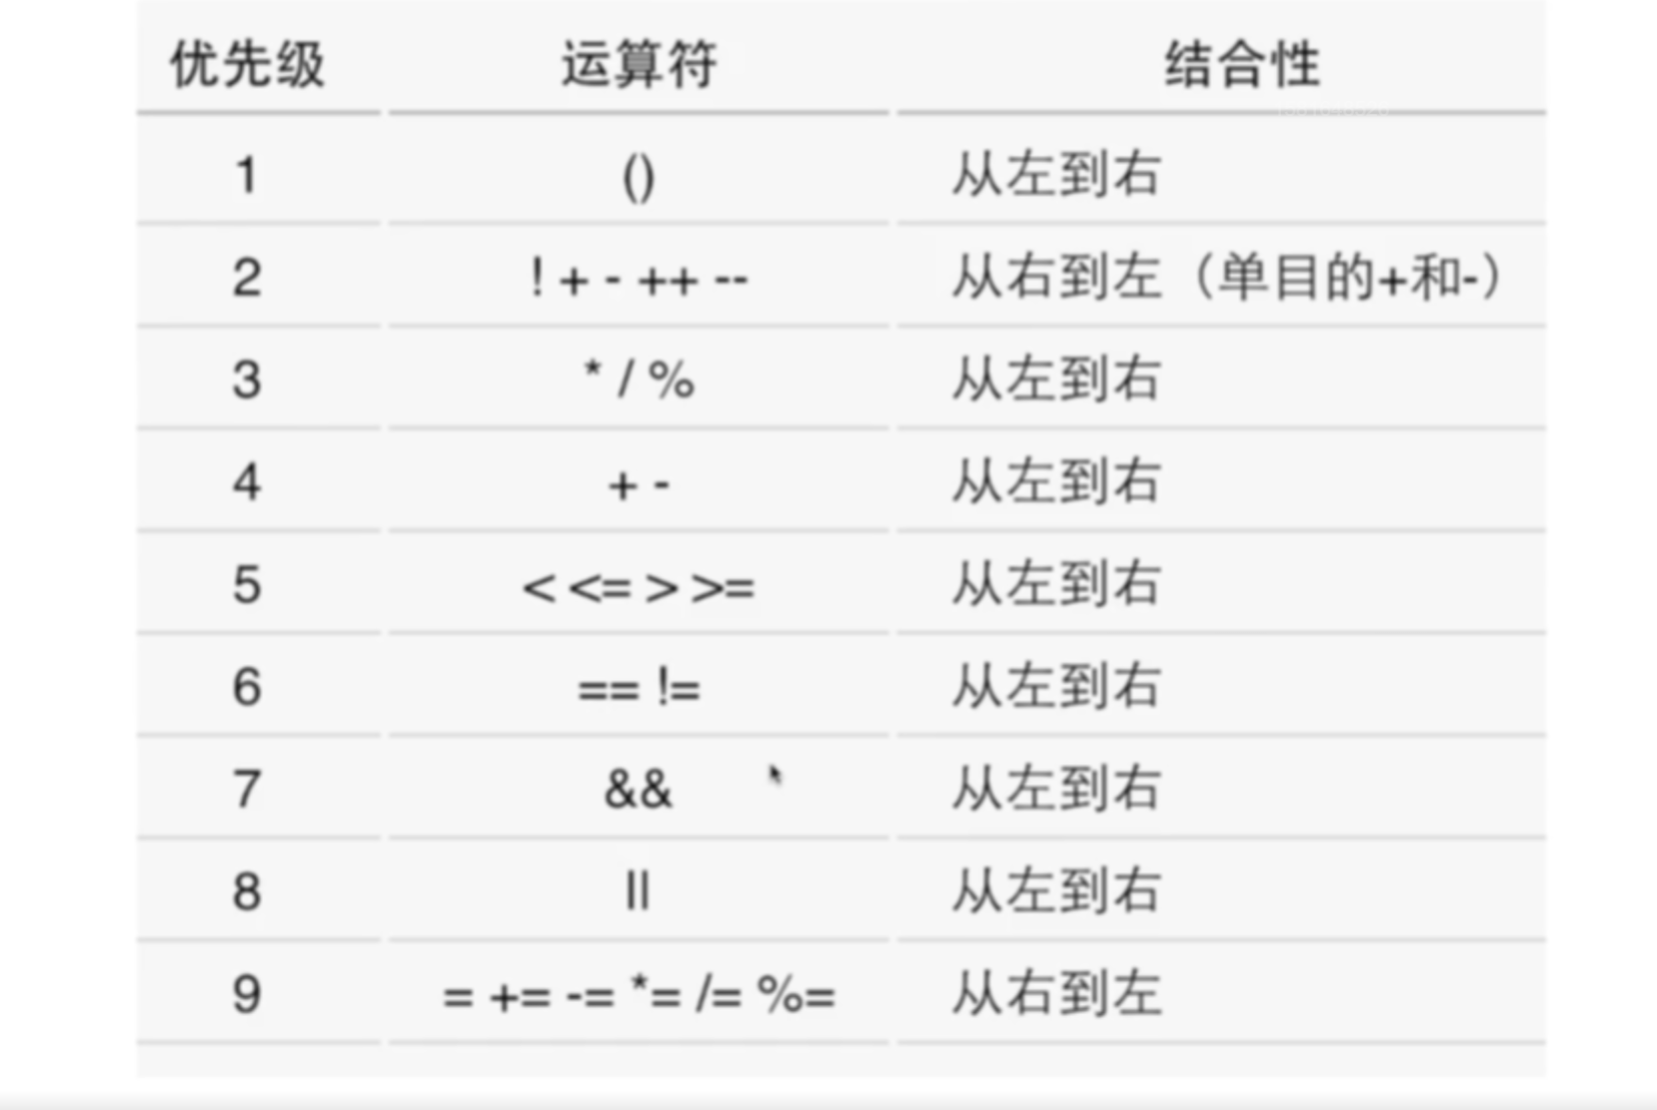 优先级 运算符 结合性
1 () 从左到右
2 ! + - ++ -- 从右到左（单目的+和-）
3 * / % 从左到右
4 + - 从左到右
5 < <= > >= 从左到右
6 == != 从左到右
7 && 从左到右
8 || 从左到右
9 = += -= *= /= %= 从右到左